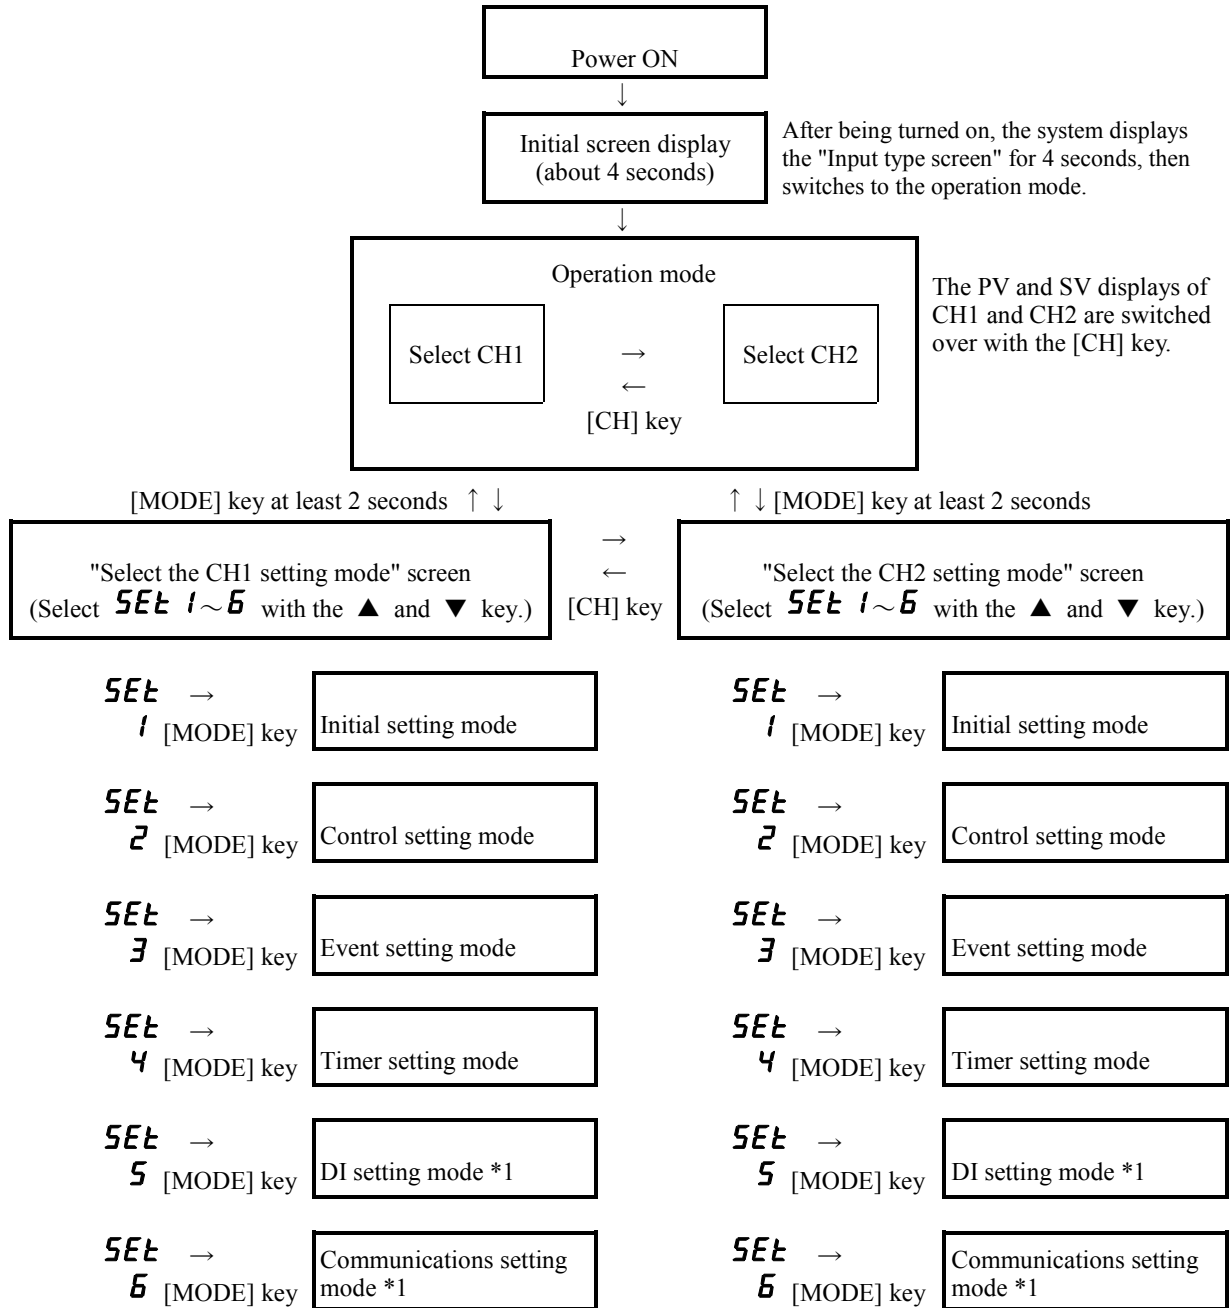 Power ON
↓
Initial screen display
(about 4 seconds)
After being turned on, the system displays
the "Input type screen" for 4 seconds, then
switches to the operation mode.
↓
Operation mode
Select CH1
→
←
[CH] key
Select CH2
The PV and SV displays of
CH1 and CH2 are switched
over with the [CH] key.
[MODE] key at least 2 seconds ↑ ↓
↑ ↓ [MODE] key at least 2 seconds
"Select the CH1 setting mode" screen
(Select SEt 1~6 with the ▲ and ▼ key.)
→
←
[CH] key
"Select the CH2 setting mode" screen
(Select SEt 1~6 with the ▲ and ▼ key.)
SEt →
1 [MODE] key
Initial setting mode
SEt →
1 [MODE] key
Initial setting mode
SEt →
2 [MODE] key
Control setting mode
SEt →
2 [MODE] key
Control setting mode
SEt →
3 [MODE] key
Event setting mode
SEt →
3 [MODE] key
Event setting mode
SEt →
4 [MODE] key
Timer setting mode
SEt →
4 [MODE] key
Timer setting mode
SEt →
5 [MODE] key
DI setting mode *1
SEt →
5 [MODE] key
DI setting mode *1
SEt →
6 [MODE] key
Communications setting
mode *1
SEt →
6 [MODE] key
Communications setting
mode *1